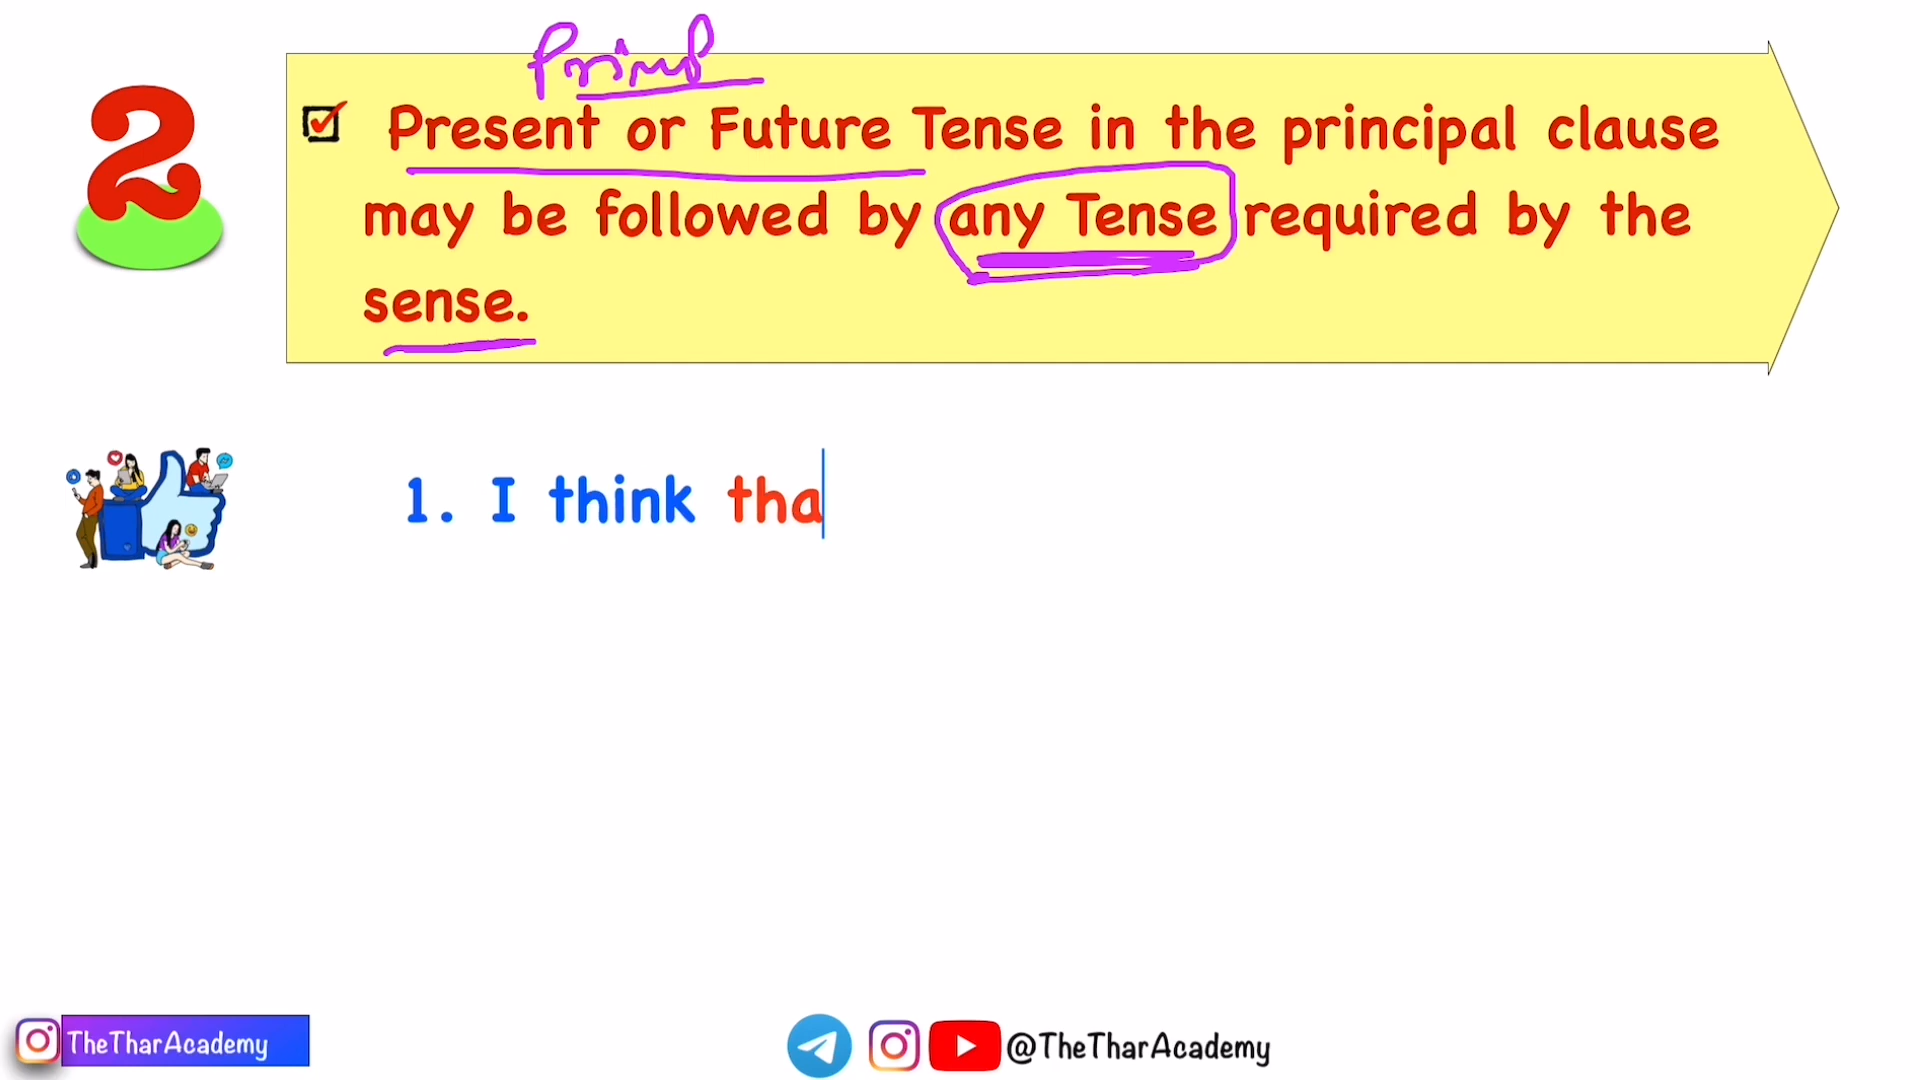 2
Present or Future Tense in the principal clause
may be followed by any Tense required by the
sense.
1. I think tha
TheTharAcademy
@TheTharAcademy